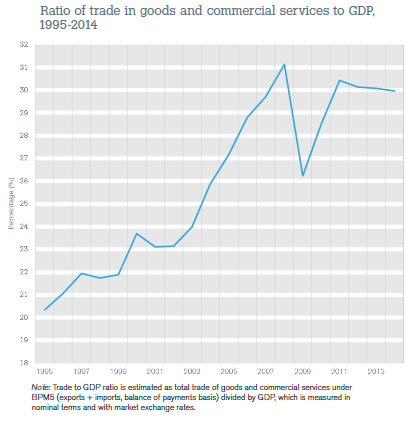 Ratio of trade in goods and commercial services to GDP,
1995-2014
32
31
30
29
28
27
26
25
24
23
22
21
20
19
18
Percentage (%)
1995 1997 1999 2001 2003 2005 2007 2009 2011 2013
Note: Trade to GDP ratio is estimated as total trade of goods and commercial services under
BPM5 (exports + imports, balance of payments basis) divided by GDP, which is measured in
nominal terms and with market exchange rates.